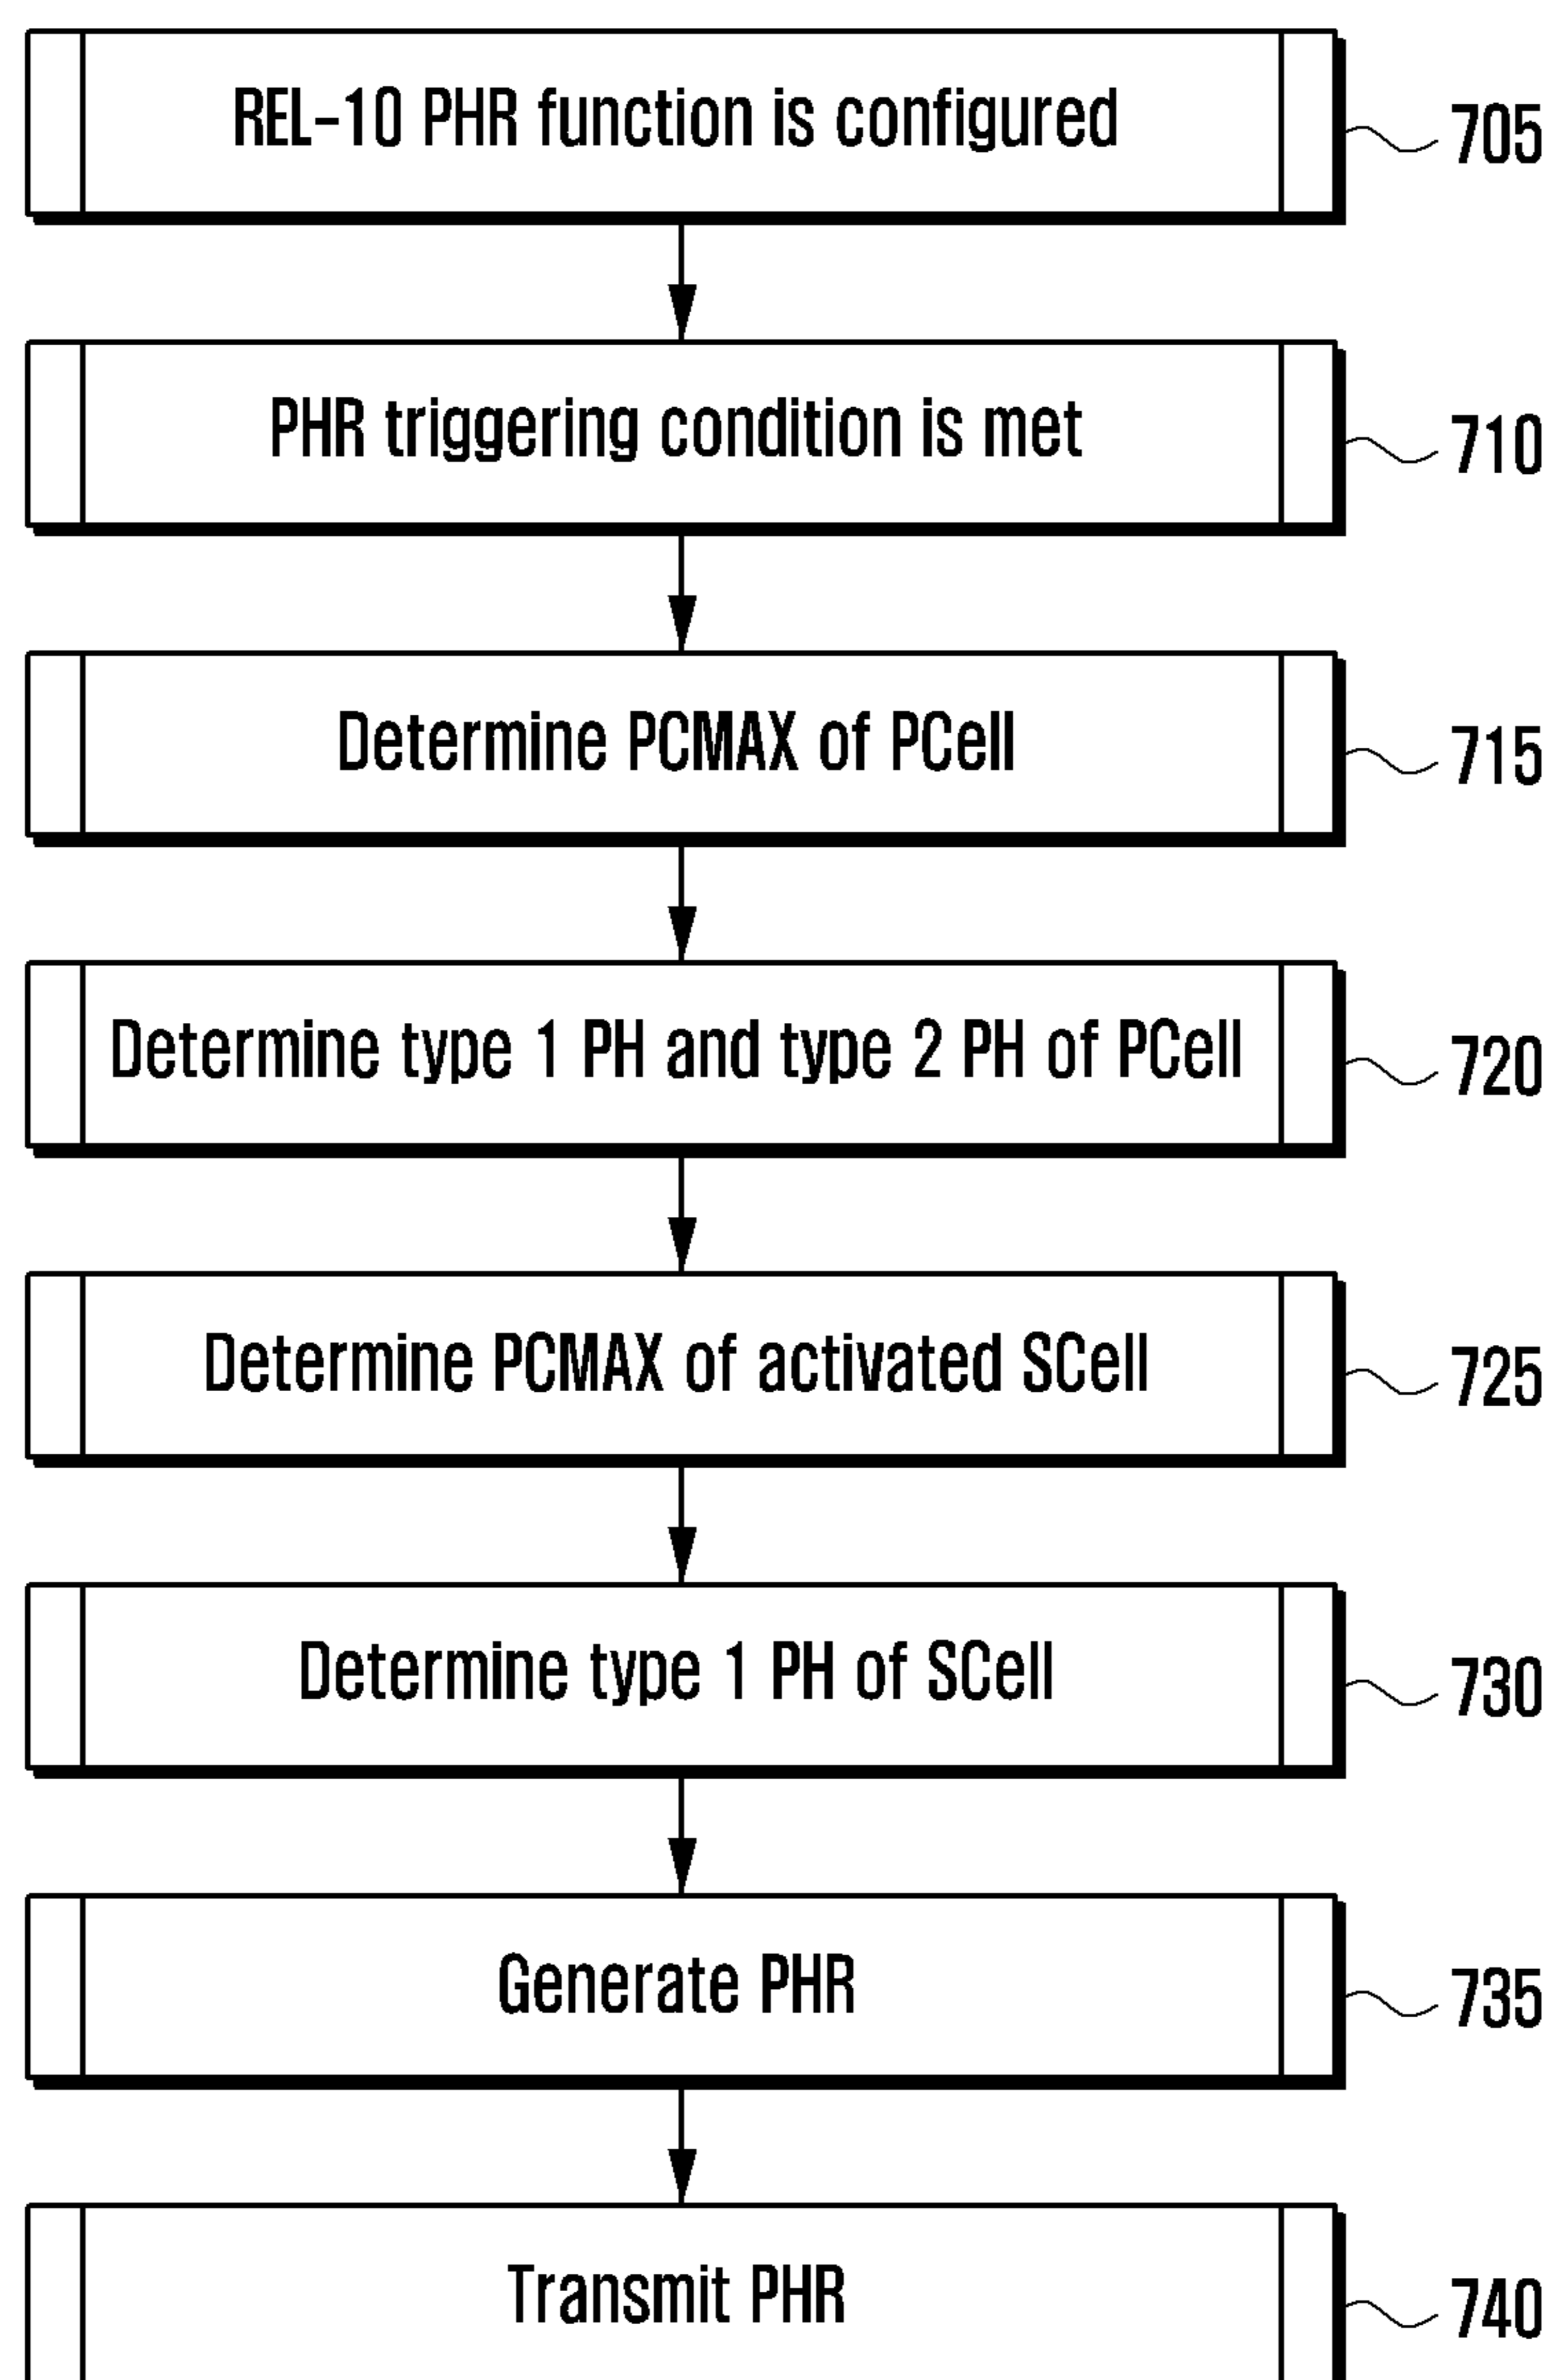 REL-10 PHR function is configured
705
PHR triggering condition is met
710
Determine PCMAX of PCell
715
Determine type 1 PH and type 2 PH of PCell
720
Determine PCMAX of activated SCell
725
Determine type 1 PH of SCell
730
Generate PHR
735
Transmit PHR
740